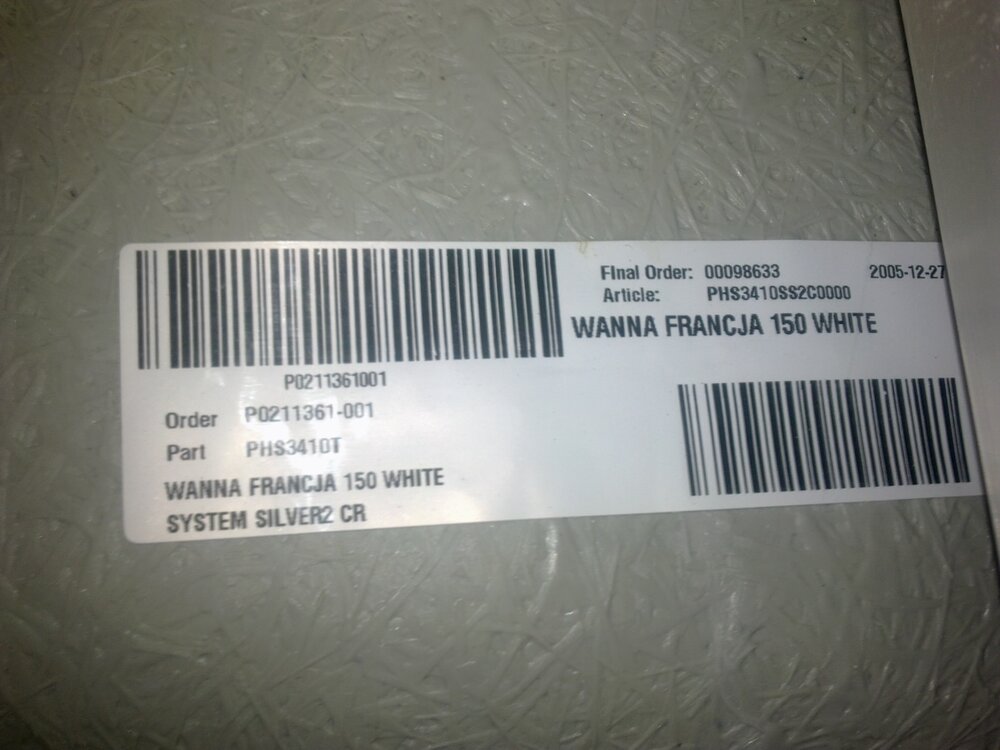 P0211361001
Order P0211361-001
Part PHS3410T
WANNA FRANCJA 150 WHITE
SYSTEM SILVER2 CR
Final Order: 00098633 2005-12-27
Article: PHS3410SS2C0000
WANNA FRANCJA 150 WHITE